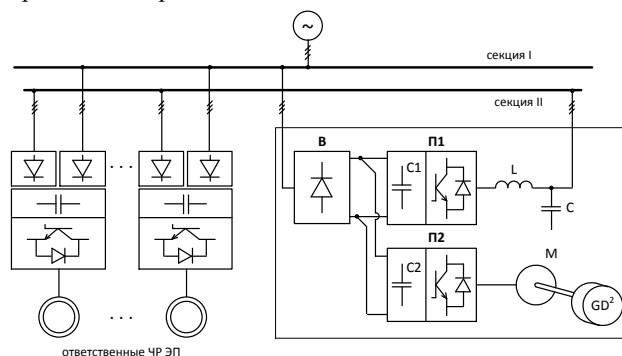 секция I
секция II
В
П1
C1
L
C
. . .
П2
C2
M
GD²
. . .
ответственные ЧР ЭП